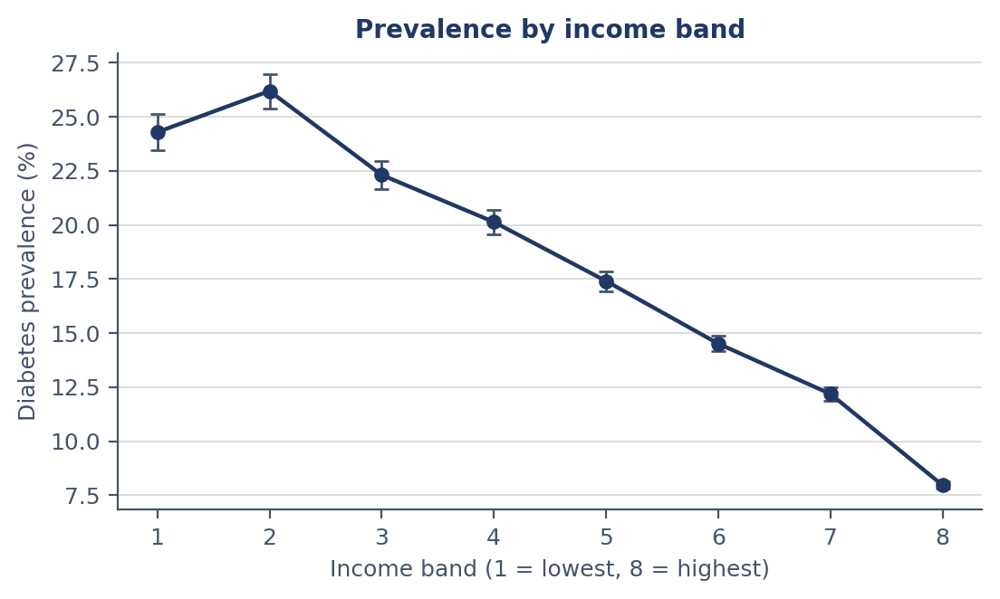 Prevalence by income band
Diabetes prevalence (%)
27.5
25.0
22.5
20.0
17.5
15.0
12.5
10.0
7.5
1 2 3 4 5 6 7 8
Income band (1 = lowest, 8 = highest)